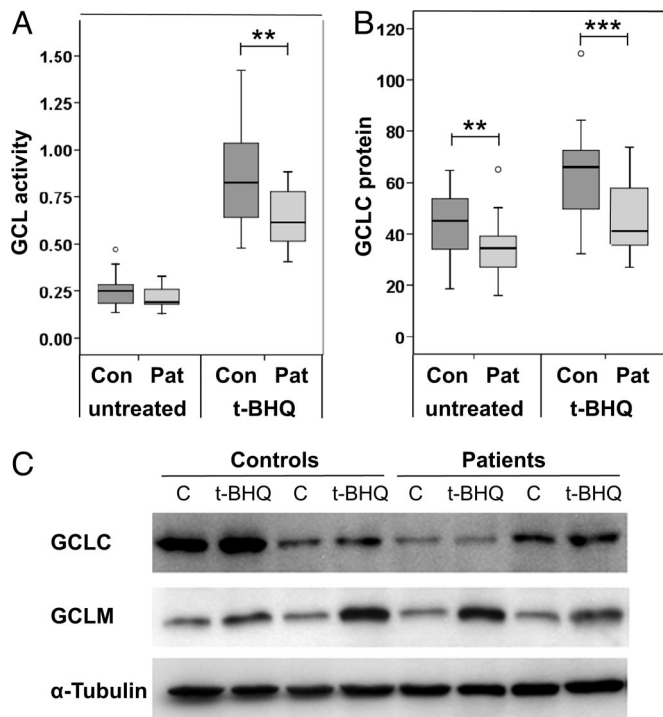 A
GCL activity
1.50
1.00
0.75
0.50
0.25
0.00
**
Con Pat Con Pat
untreated t-BHQ
B
GCLC protein
120
100
80
60
40
20
0
**
***
Con Pat Con Pat
untreated t-BHQ
C
Controls Patients
C t-BHQ C t-BHQ C t-BHQ C t-BHQ
GCLC
GCLM
α-Tubulin